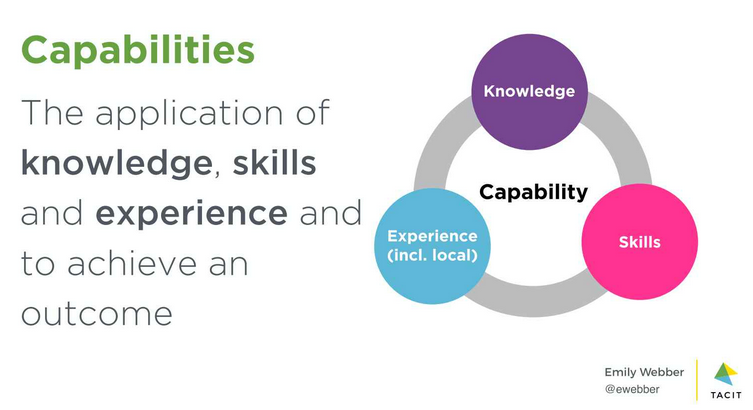 Capabilities
The application of
knowledge, skills
and experience and
to achieve an
outcome
Knowledge
Capability
Experience
(incl. local)
Skills
Emily Webber
@ewebber
TACIT